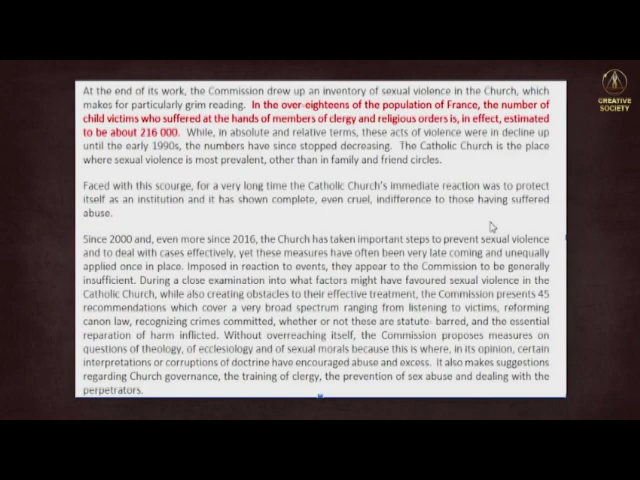 At the end of its work, the Commission drew up an inventory of sexual violence in the Church, which
makes for particularly grim reading. In the over-eighteens of the population of France, the number of
child victims who suffered at the hands of members of clergy and religious orders is, in effect, estimated
to be about 216 000. While, in absolute and relative terms, these acts of violence were in decline up
until the early 1990s, the numbers have since stopped decreasing. The Catholic Church is the place
where sexual violence is most prevalent, other than in family and friend circles.
Faced with this scourge, for a very long time the Catholic Church's immediate reaction was to protect
itself as an institution and it has shown complete, even cruel, indifference to those having suffered
abuse.
Since 2000 and, even more since 2016, the Church has taken important steps to prevent sexual violence
and to deal with cases effectively, yet these measures have often been very late coming and unequally
applied once in place. Imposed in reaction to events, they appear to the Commission to be generally
insufficient. During a close examination into what factors might have favoured sexual violence in the
Catholic Church, while also creating obstacles to their effective treatment, the Commission presents 45
recommendations which cover a very broad spectrum ranging from listening to victims, reforming
canon law, recognizing crimes committed, whether or not these are statute- barred, and the essential
reparation of harm inflicted. Without overreaching itself, the Commission proposes measures on
questions of theology, of ecclesiology and of sexual morals because this is where, in its opinion, certain
interpretations or corruptions of doctrine have encouraged abuse and excess. It also makes suggestions
regarding Church governance, the training of clergy, the prevention of sex abuse and dealing with the
perpetrators.
CREATIVE
SOCIETY